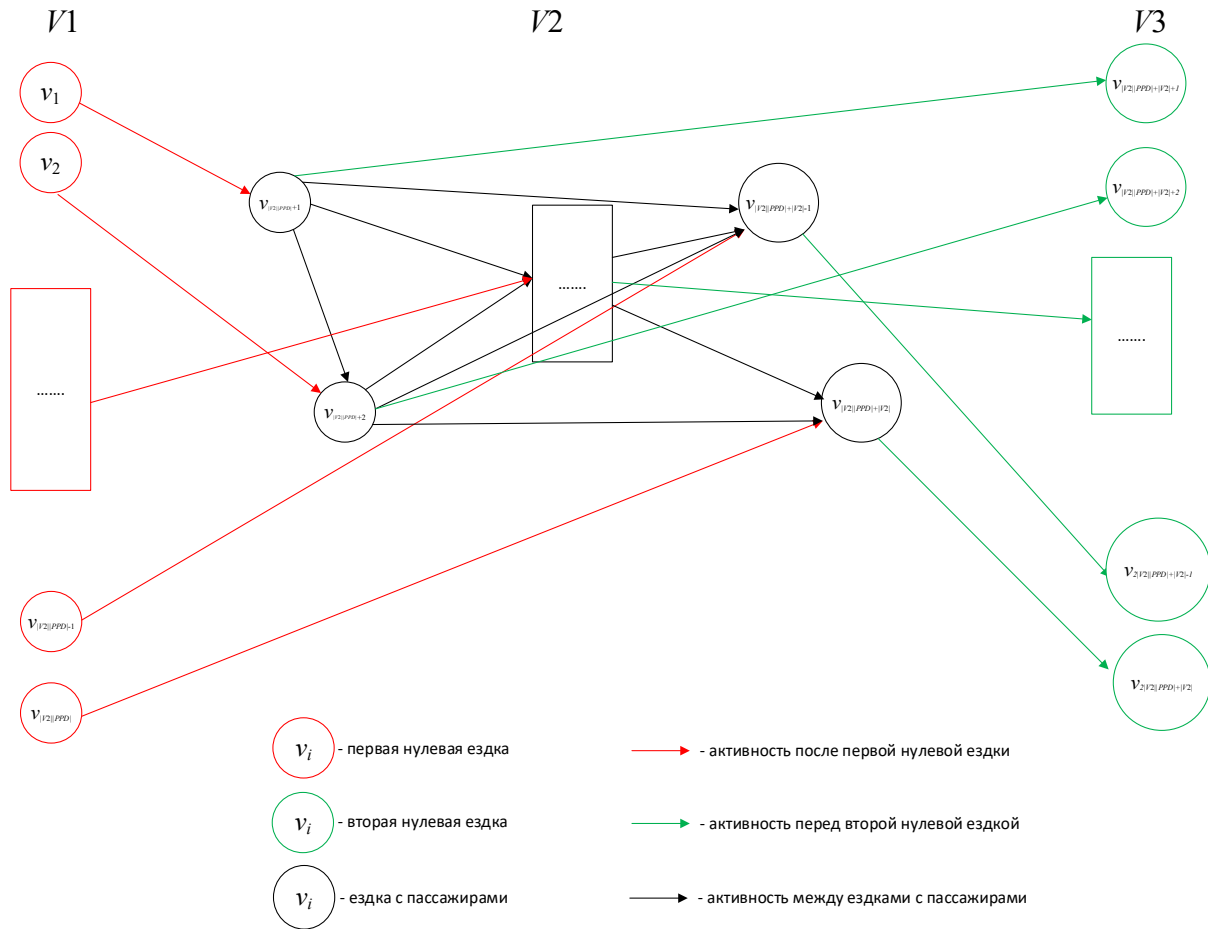 V1 V2 V3
v1
v|V2||PPD|+|V2|+1
v2
v|V2||PPD|+1
v|V2||PPD|+|V2|-1
v|V2||PPD|+|V2|+2
.......
.......
.......
v|V2||PPD|+2
v|V2||PPD|+|V2|
v2|V2||PPD|+|V2|-1
v|V2||PPD|-1
v2|V2||PPD|+|V2|
v|V2||PPD|
vi - первая нулевая ездка
- активность после первой нулевой ездки
vi - вторая нулевая ездка
- активность перед второй нулевой ездкой
vi - ездка с пассажирами
- активность между ездками с пассажирами